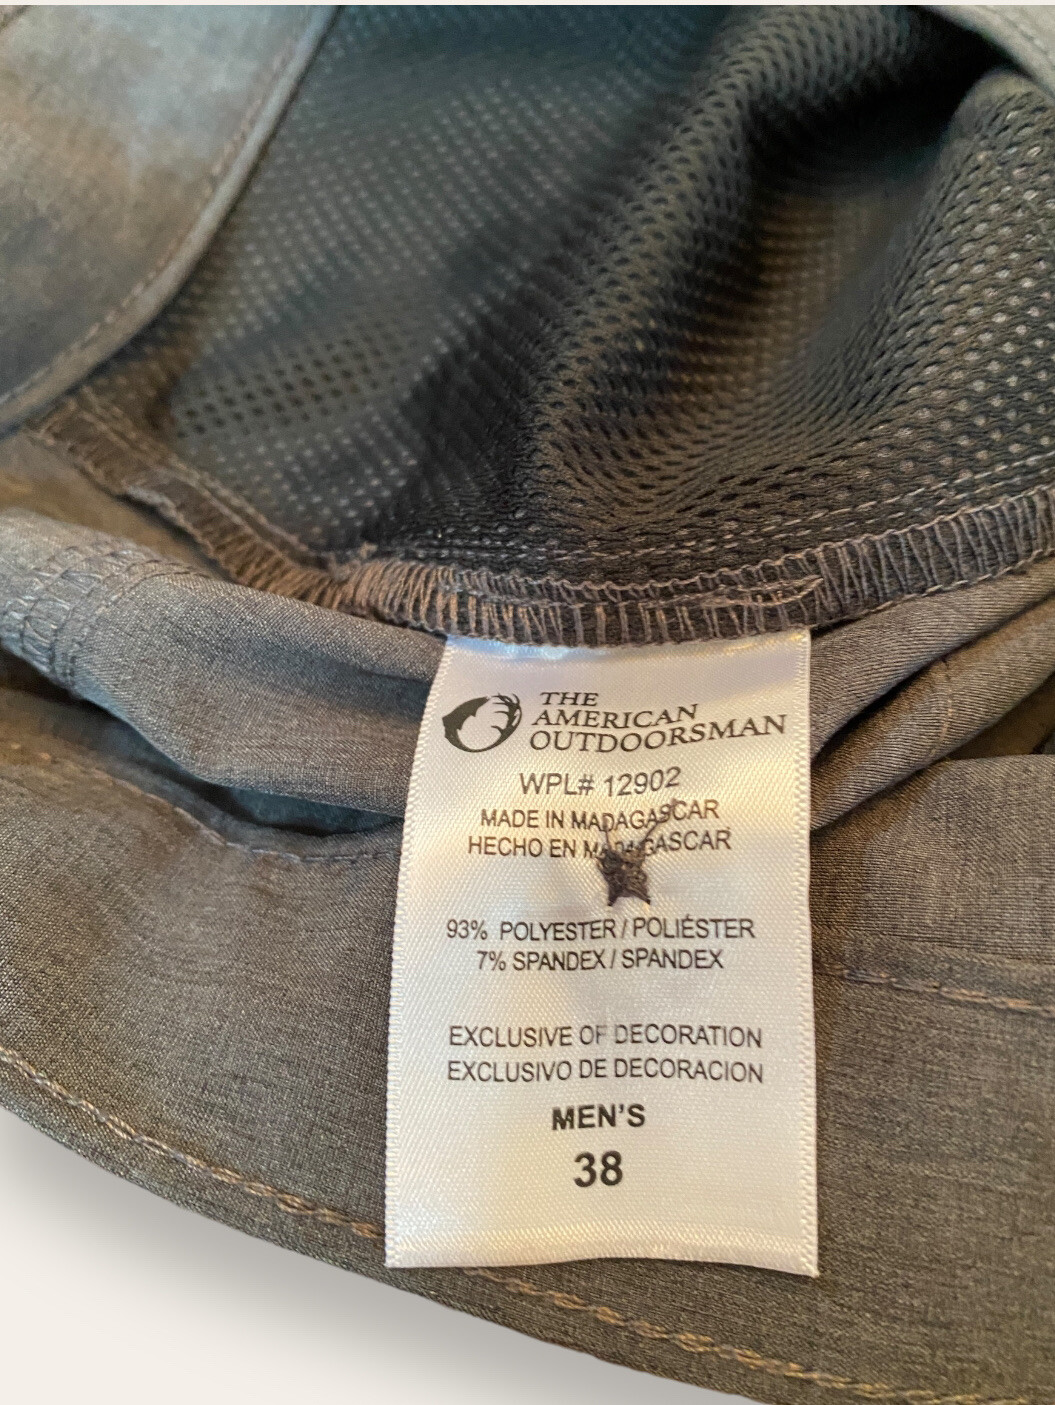 THE
AMERICAN
OUTDOORSMAN
WPL# 12902
MADE IN MADAGASCAR
HECHO EN MADAGASCAR
93% POLYESTER / POLIÉSTER
7% SPANDEX / SPANDEX
EXCLUSIVE OF DECORATION
EXCLUSIVO DE DECORACION
MEN'S
38